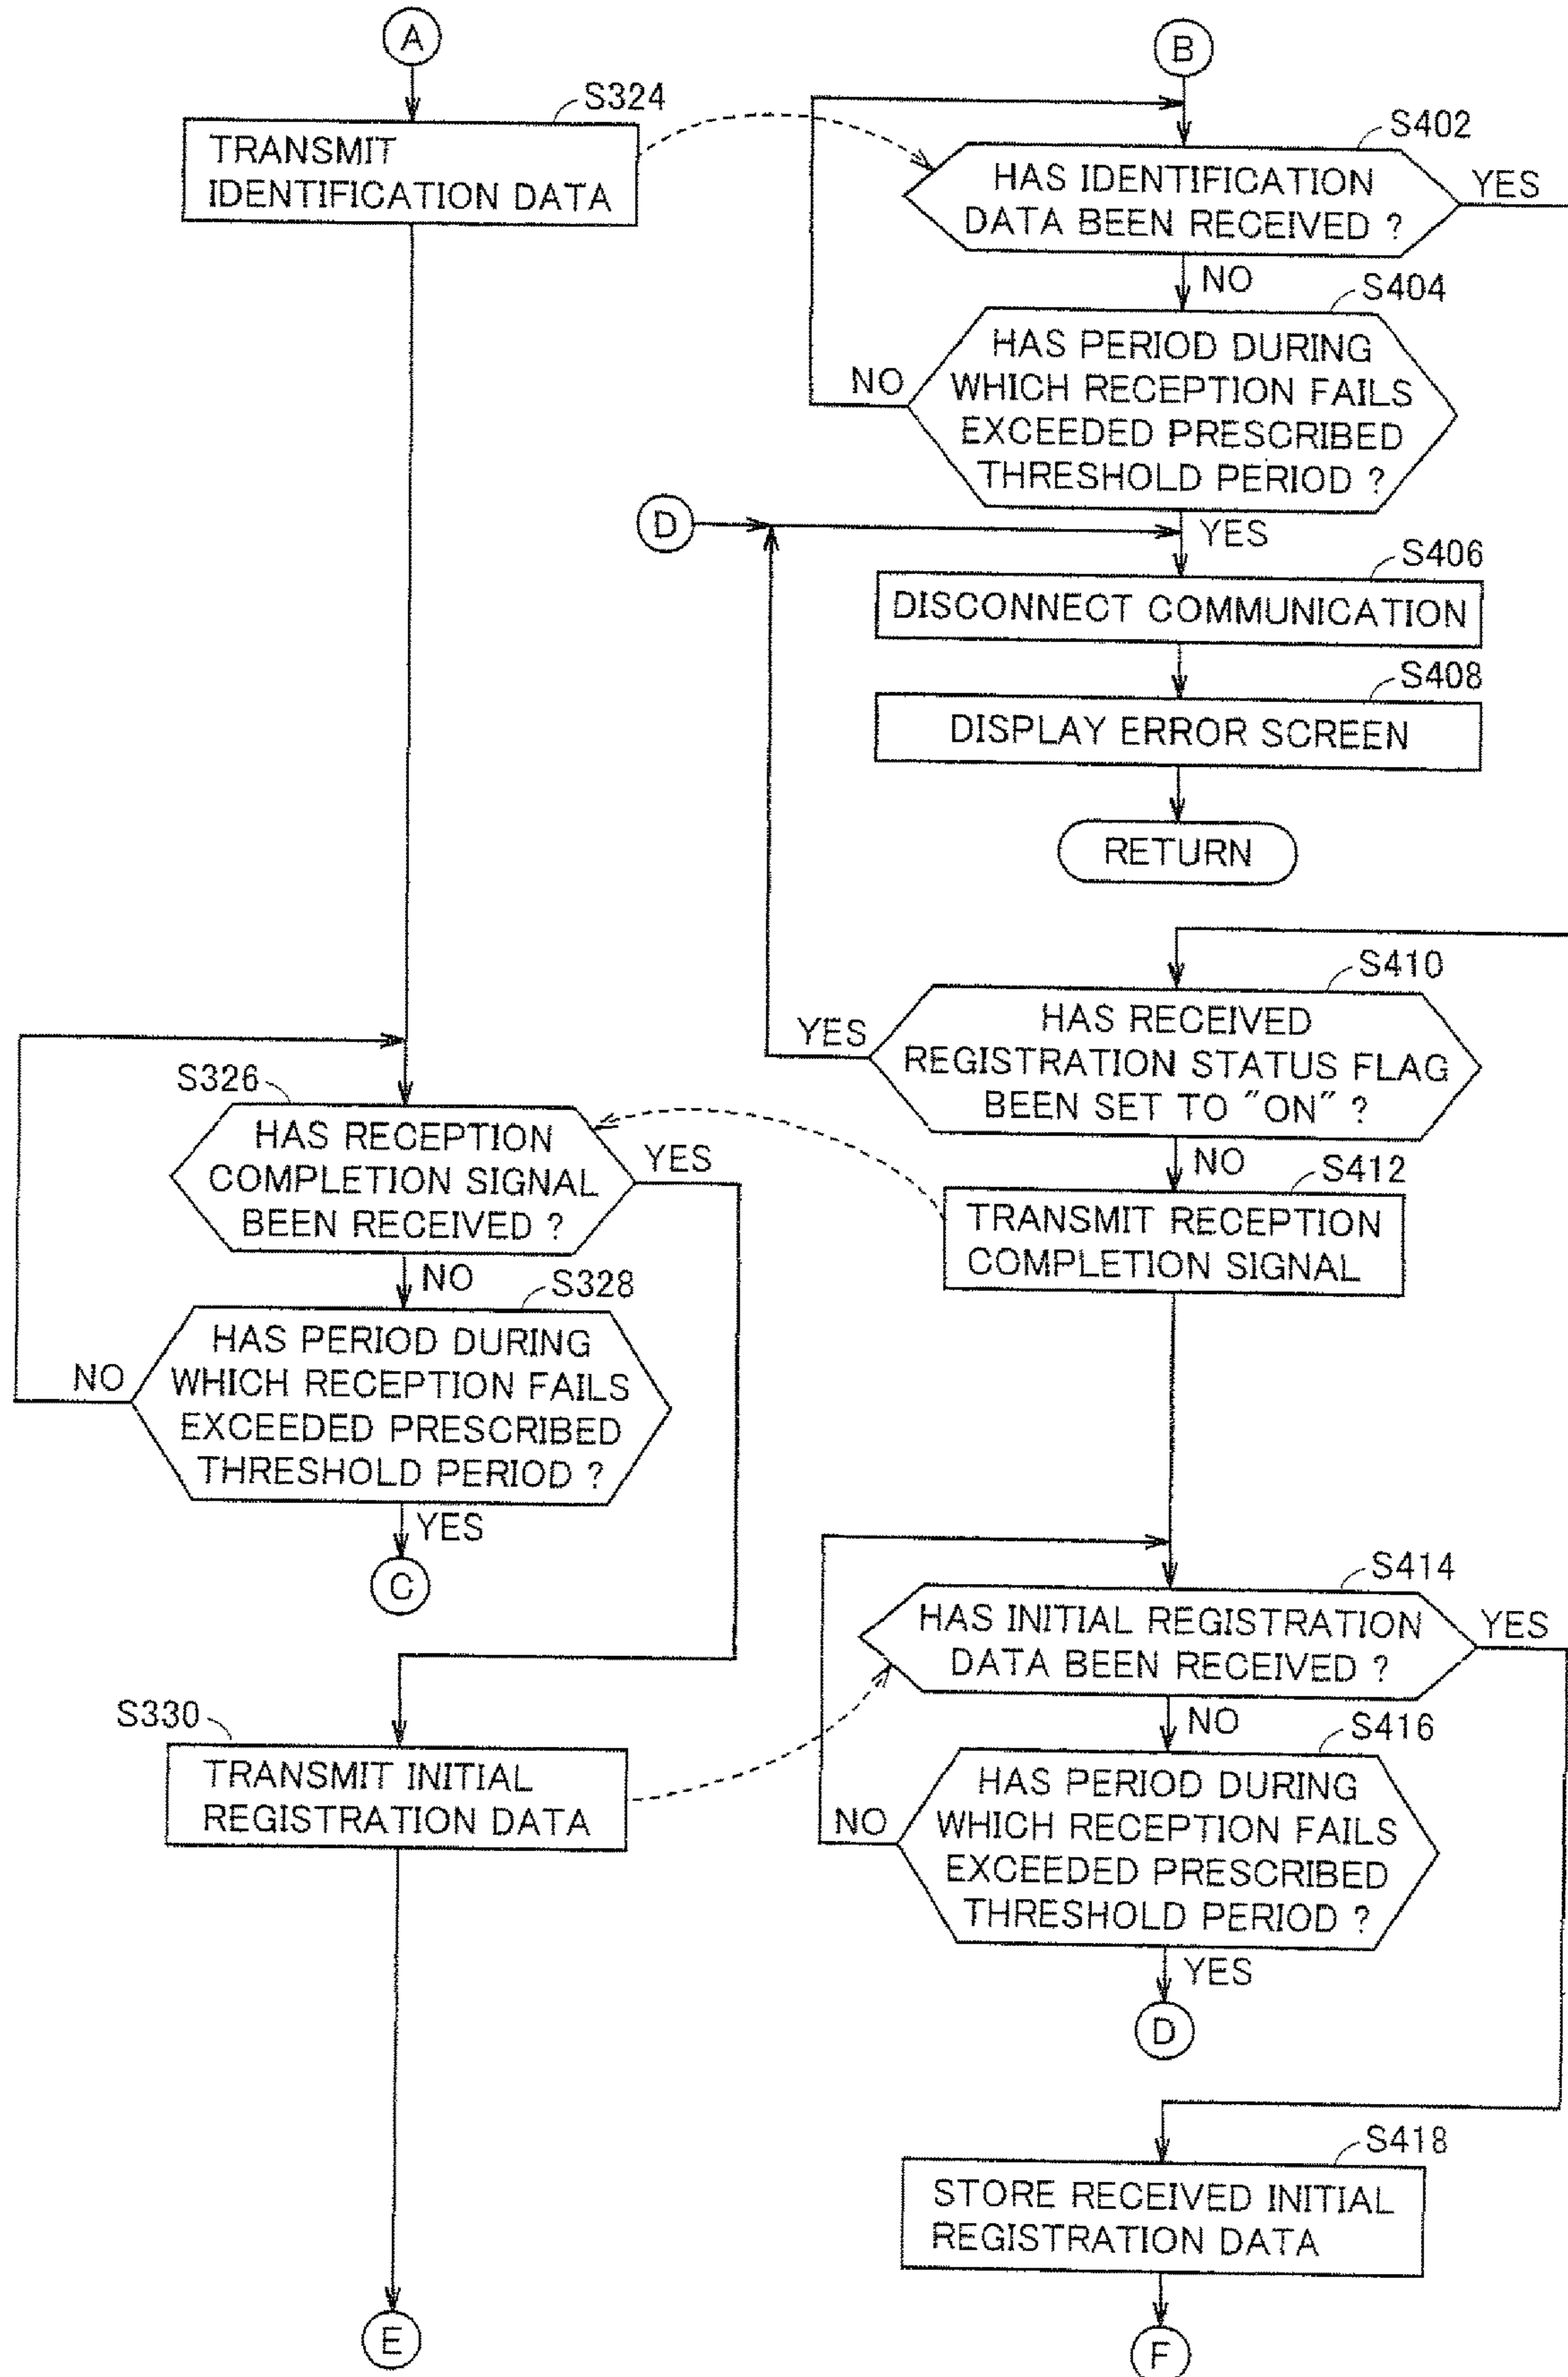 A
S324
TRANSMIT
IDENTIFICATION DATA
S326
HAS RECEPTION
COMPLETION SIGNAL
BEEN RECEIVED ?
YES
NO
S328
HAS PERIOD DURING
WHICH RECEPTION FAILS
EXCEEDED PRESCRIBED
THRESHOLD PERIOD ?
NO
YES
C
S330
TRANSMIT INITIAL
REGISTRATION DATA
E
B
S402
HAS IDENTIFICATION
DATA BEEN RECEIVED ?
YES
NO
S404
HAS PERIOD DURING
WHICH RECEPTION FAILS
EXCEEDED PRESCRIBED
THRESHOLD PERIOD ?
NO
YES
D
S406
DISCONNECT COMMUNICATION
S408
DISPLAY ERROR SCREEN
RETURN
S410
HAS RECEIVED
REGISTRATION STATUS FLAG
BEEN SET TO "ON" ?
YES
NO
S412
TRANSMIT RECEPTION
COMPLETION SIGNAL
S414
HAS INITIAL REGISTRATION
DATA BEEN RECEIVED ?
YES
NO
S416
HAS PERIOD DURING
WHICH RECEPTION FAILS
EXCEEDED PRESCRIBED
THRESHOLD PERIOD ?
NO
YES
D
S418
STORE RECEIVED INITIAL
REGISTRATION DATA
F